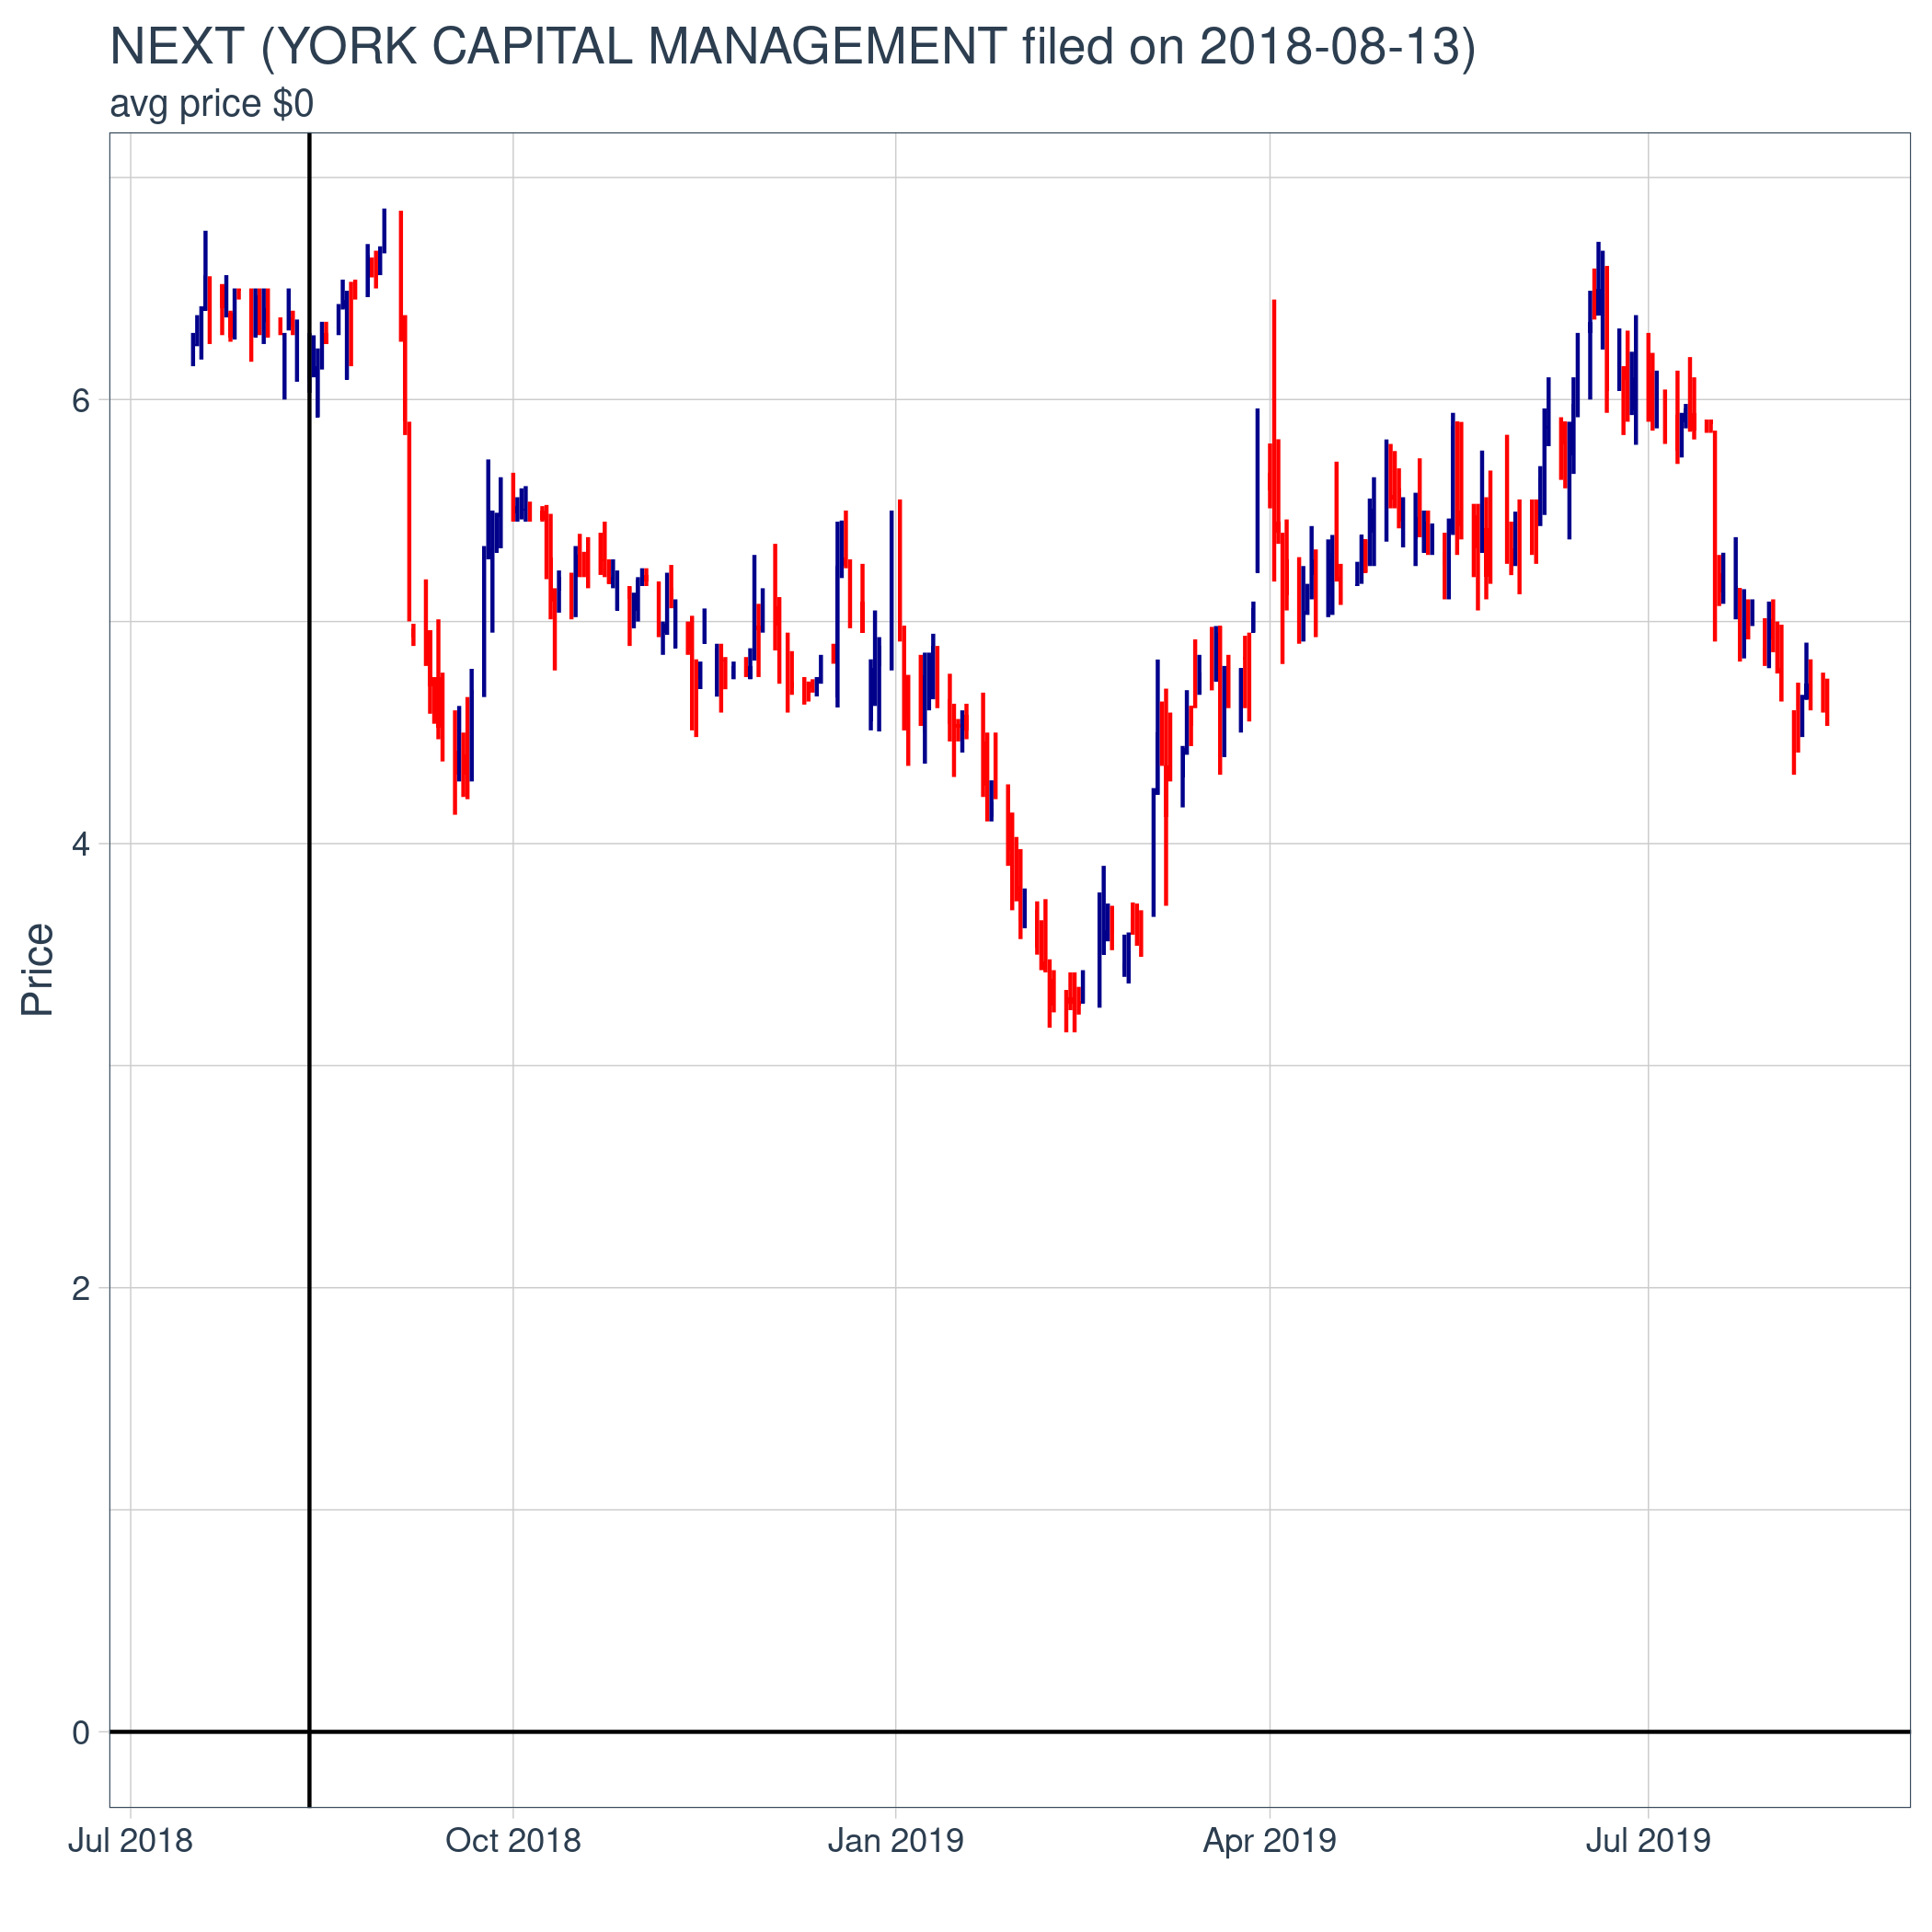 NEXT (YORK CAPITAL MANAGEMENT filed on 2018-08-13)
avg price $0
6
4
Price
2
0
Jul 2018 Oct 2018 Jan 2019 Apr 2019 Jul 2019